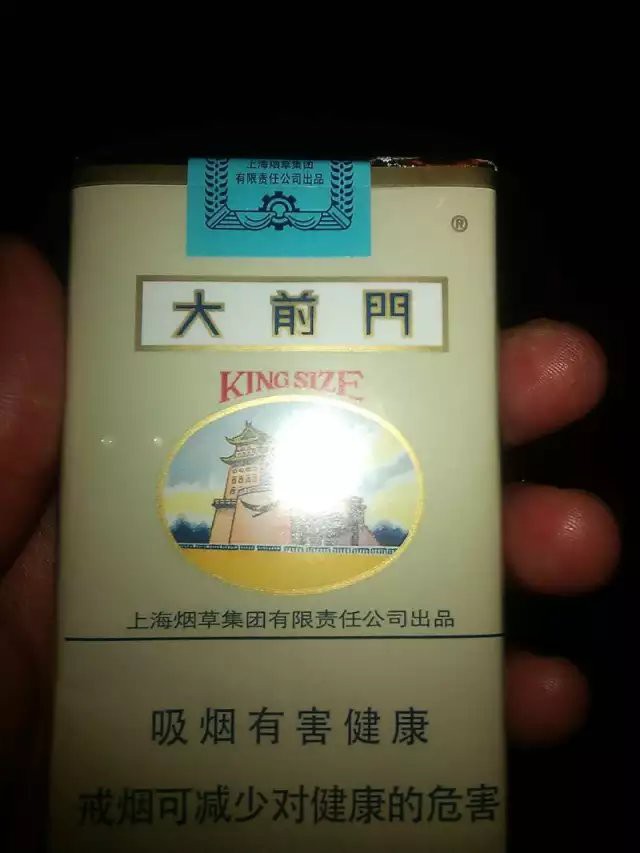 上海烟草集团
有限责任公司出品
®
大前門
KING SIZE
上海烟草集团有限责任公司出品
吸烟有害健康
戒烟可减少对健康的危害